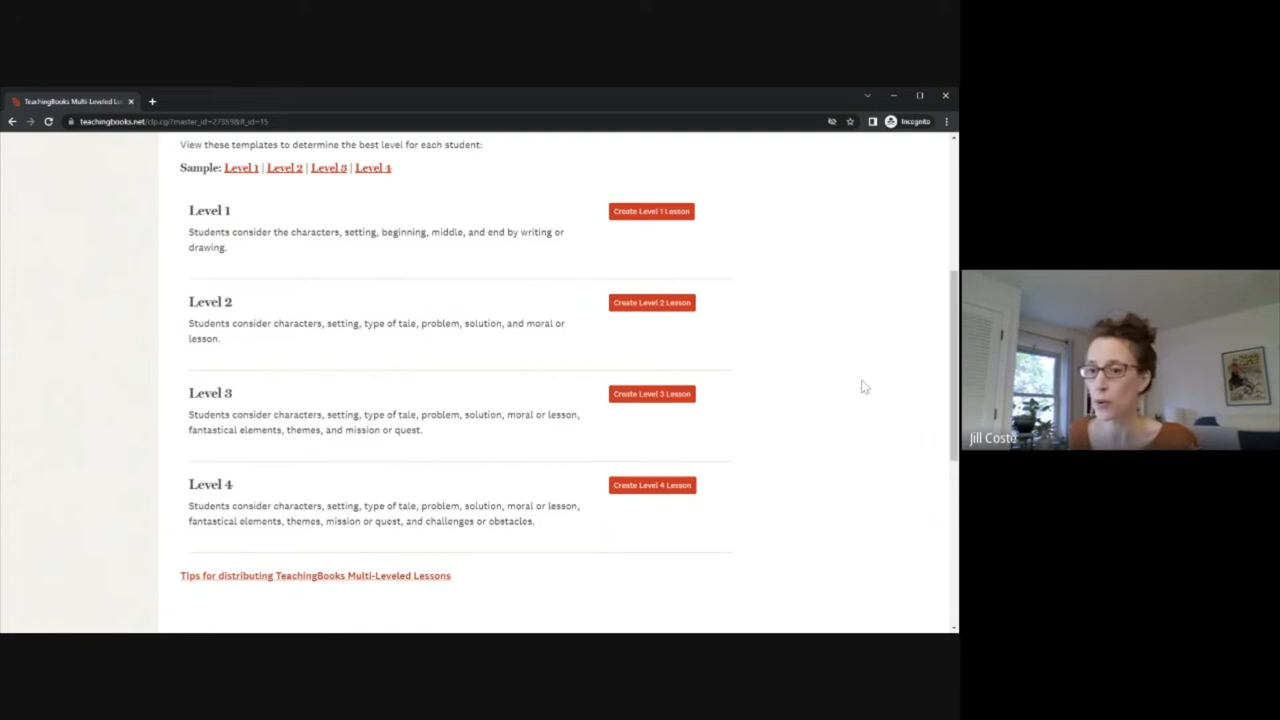 TeachingBooks Multi-Leveled Le
teachingbooks.net/clp.cgi?master_id=27359&lf_id=15
Incognito
View these templates to determine the best level for each student:
Sample: Level 1 | Level 2 | Level 3 | Level 4
Level 1
Create Level 1 Lesson
Students consider the characters, setting, beginning, middle, and end by writing or
drawing.
Level 2
Create Level 2 Lesson
Students consider characters, setting, type of tale, problem, solution, and moral or
lesson.
Level 3
Create Level 3 Lesson
Students consider characters, setting, type of tale, problem, solution, moral or lesson,
fantastical elements, themes, and mission or quest.
Level 4
Create Level 4 Lesson
Students consider characters, setting, type of tale, problem, solution, moral or lesson,
fantastical elements, themes, mission or quest, and challenges or obstacles.
Tips for distributing TeachingBooks Multi-Leveled Lessons
Jill Coste